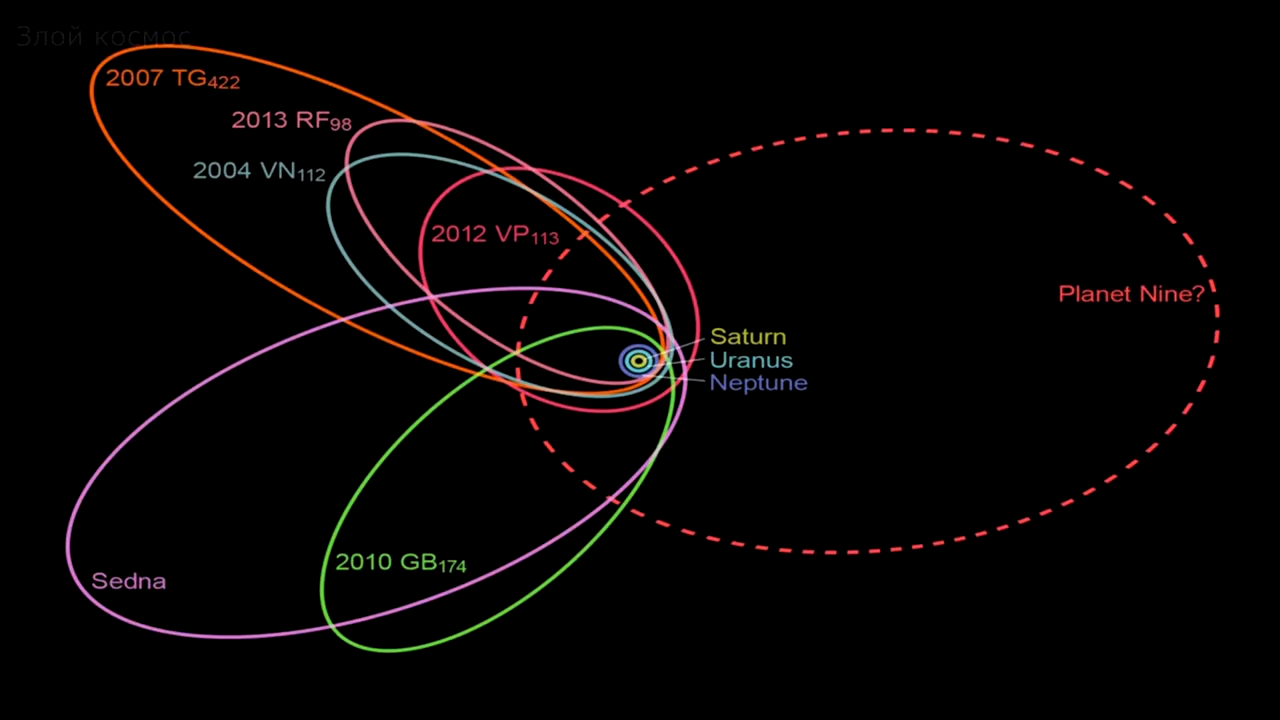 Злой космос
2007 TG₄₂₂
2013 RF₉₈
2004 VN₁₁₂
2012 VP₁₁₃
Planet Nine?
Saturn
Uranus
Neptune
2010 GB₁₇₄
Sedna